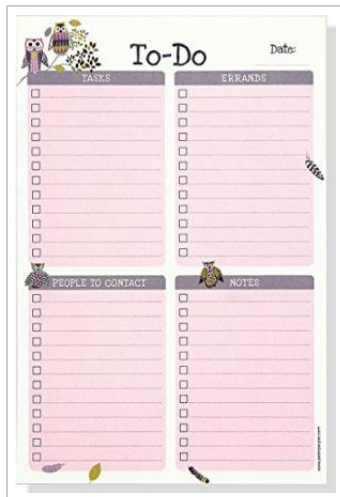 To-Do
Date:
TASKS
ERRANDS
PEOPLE TO CONTACT
NOTES